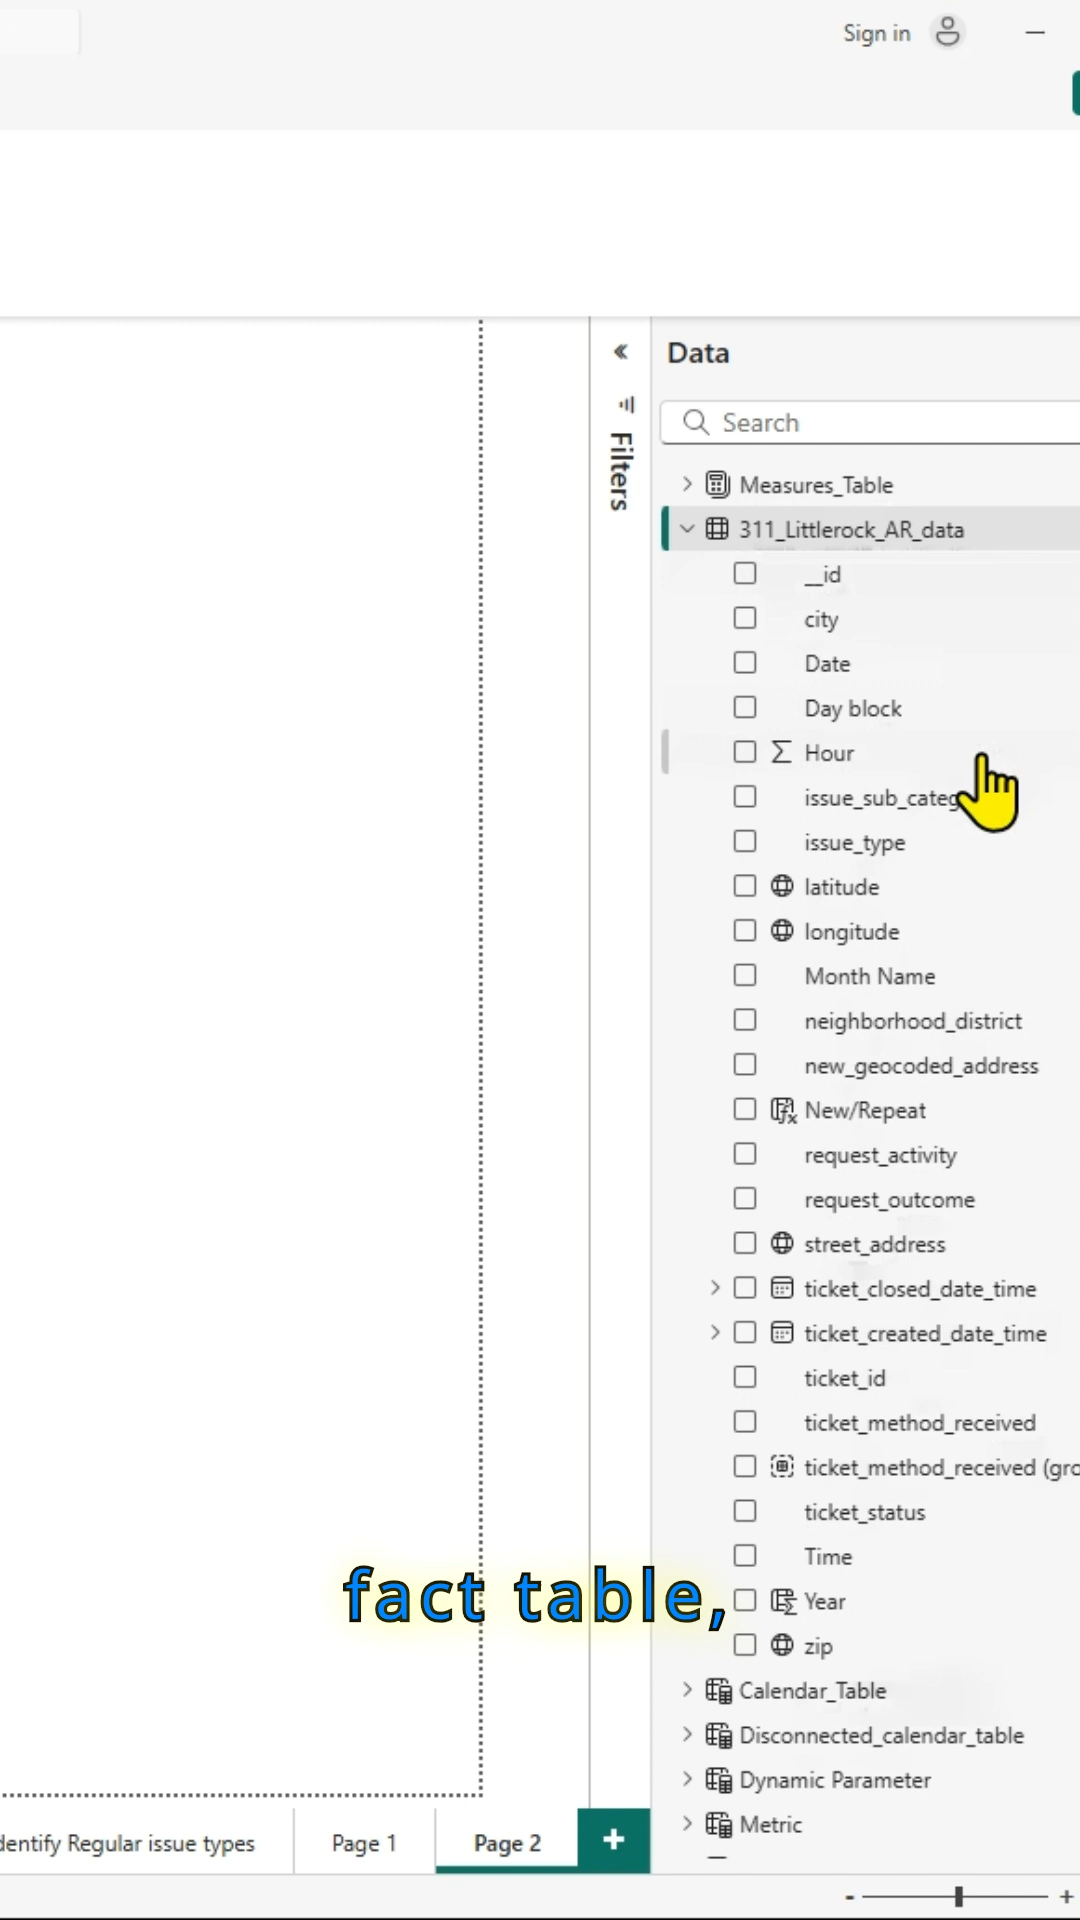 Sign in
Data
Search
Filters
Measures_Table
311_Littlerock_AR_data
__id
city
Date
Day block
Hour
issue_sub_categ
issue_type
latitude
longitude
Month Name
neighborhood_district
new_geocoded_address
New/Repeat
request_activity
request_outcome
street_address
ticket_closed_date_time
ticket_created_date_time
ticket_id
ticket_method_received
ticket_method_received (gro
ticket_status
Time
fact table,
Year
zip
Calendar_Table
Disconnected_calendar_table
Dynamic Parameter
Metric
dentify Regular issue types
Page 1
Page 2
+
- +